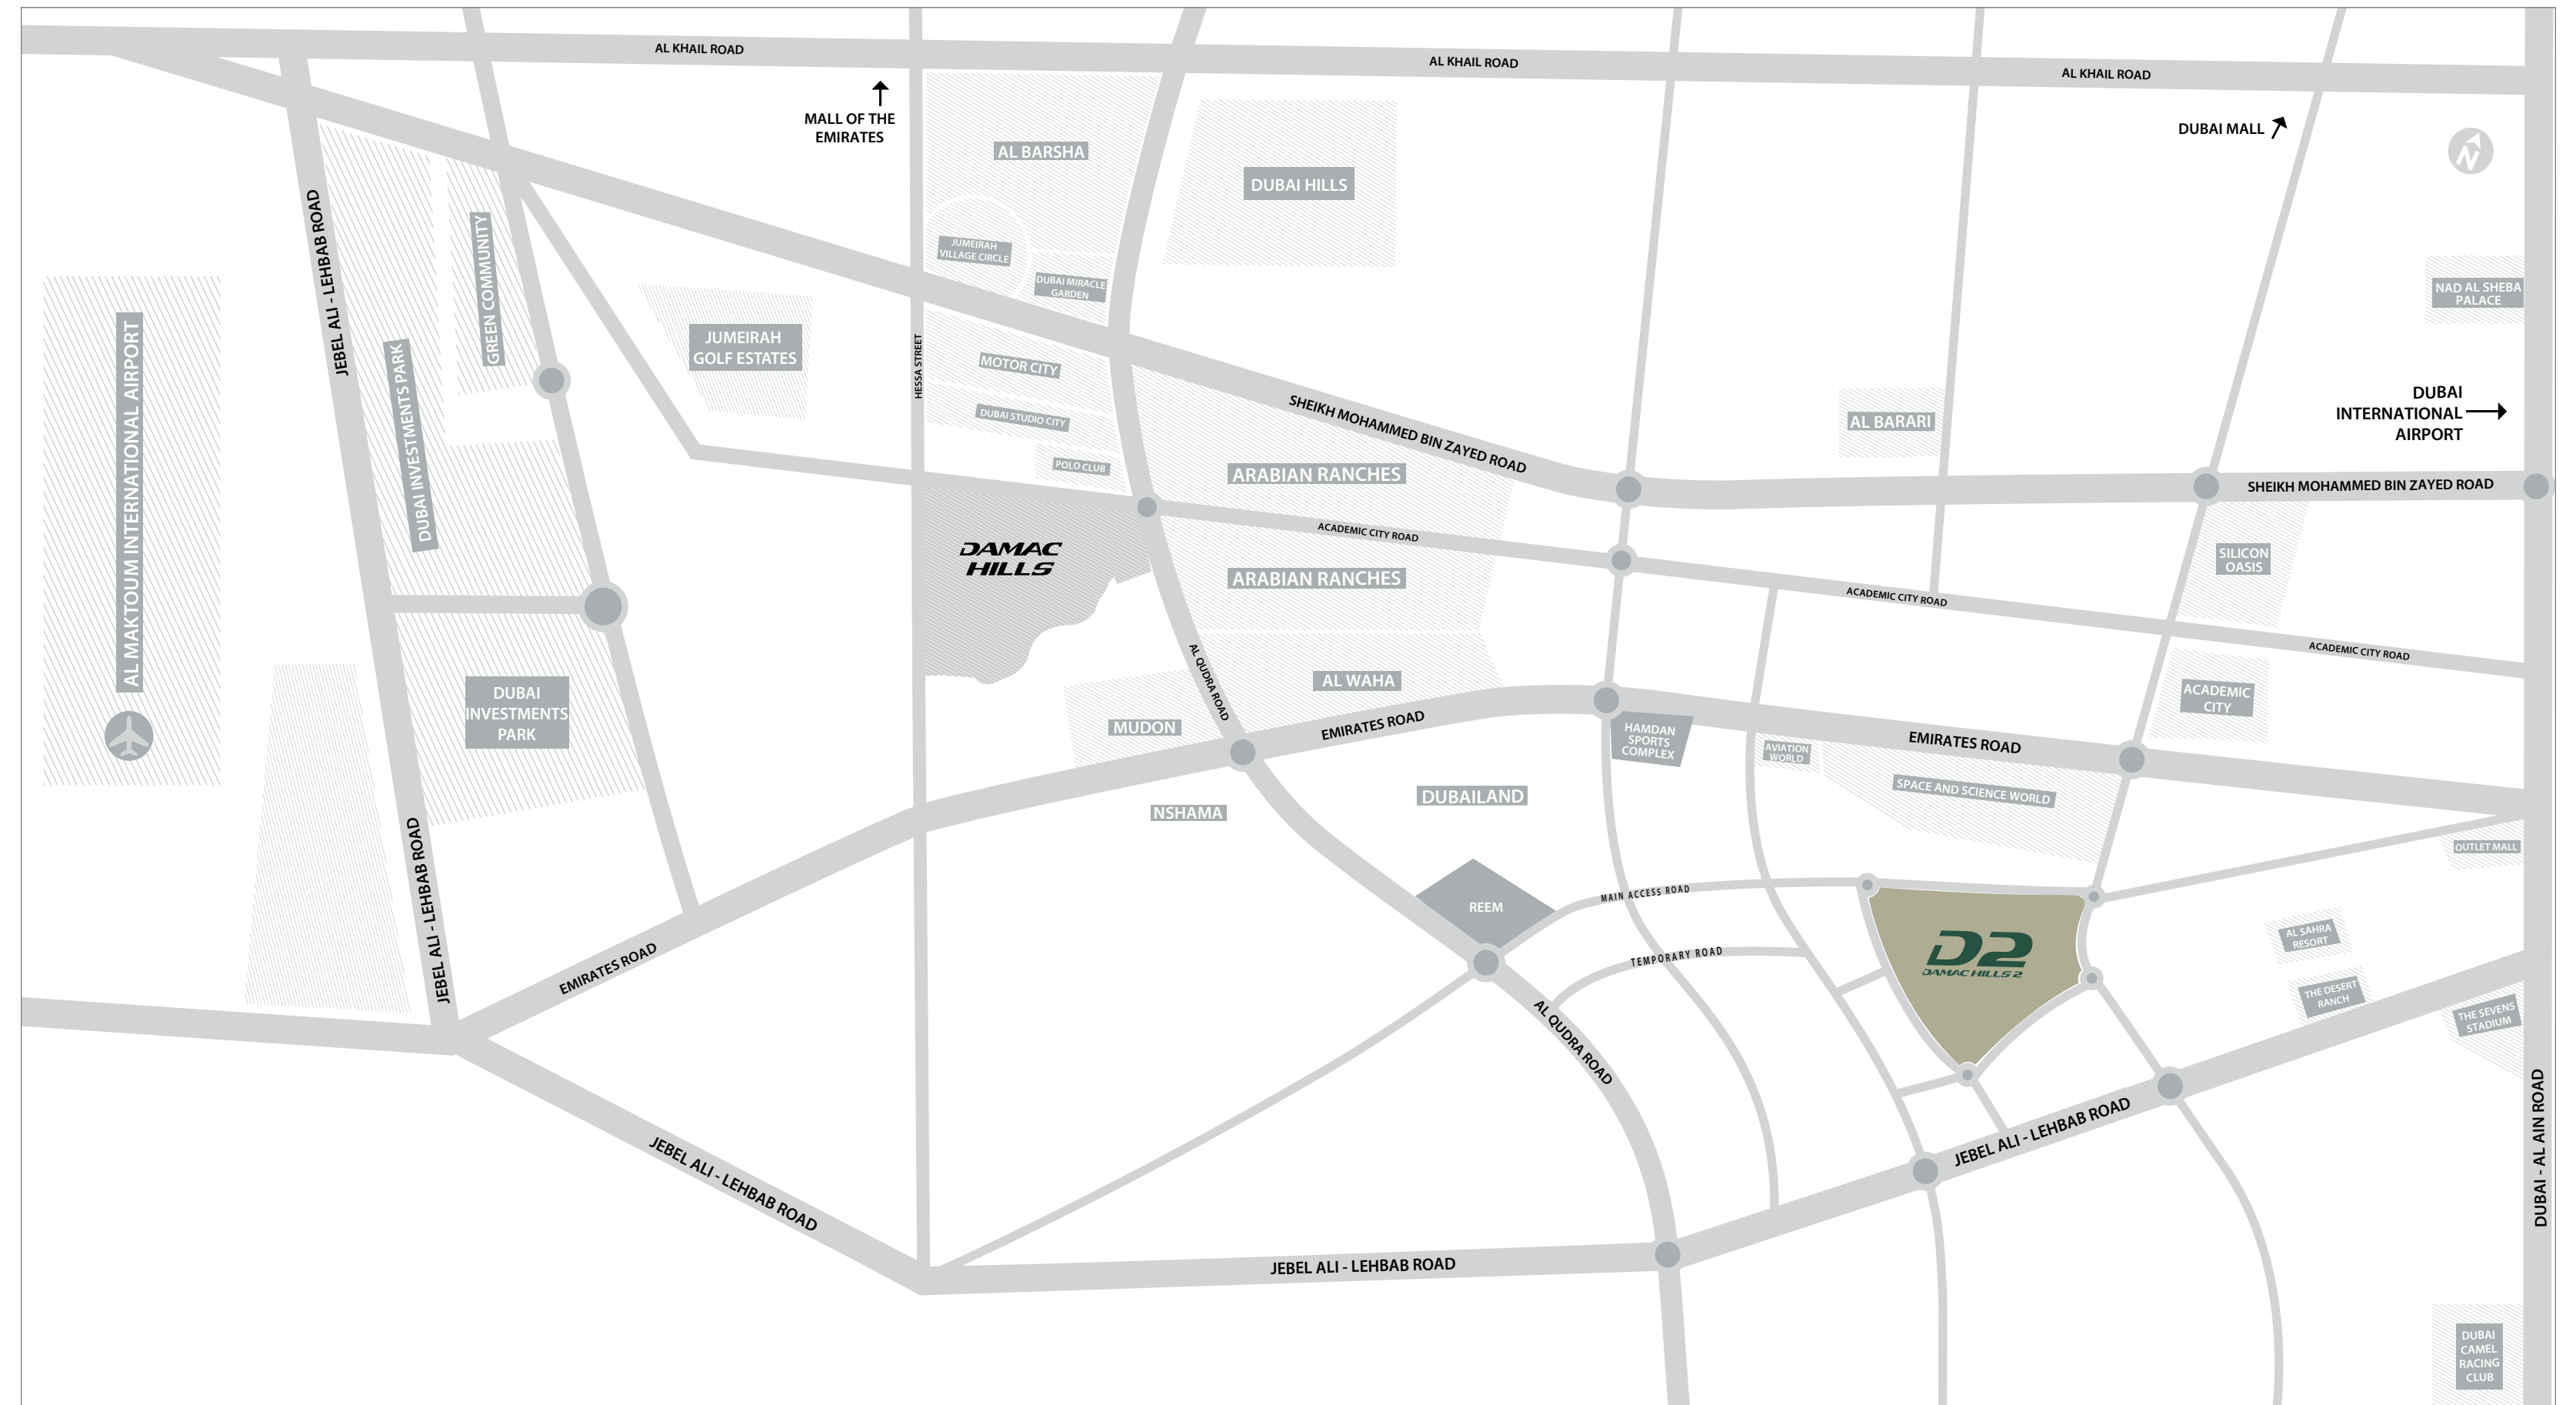 AL KHAIL ROAD
AL KHAIL ROAD
AL KHAIL ROAD
MALL OF THE
EMIRATES
DUBAI MALL
N
AL BARSHA
DUBAI HILLS
JEBEL ALI - LEHBAB ROAD
GREEN COMMUNITY
JUMEIRAH
VILLAGE CIRCLE
DUBAI MIRACLE
GARDEN
NAD AL SHEBA
PALACE
AL MAKTOUM INTERNATIONAL AIRPORT
DUBAI INVESTMENTS PARK
JUMEIRAH
GOLF ESTATES
HESSA STREET
MOTOR CITY
DUBAI STUDIO CITY
POLO CLUB
SHEIKH MOHAMMED BIN ZAYED ROAD
AL BARARI
DUBAI
INTERNATIONAL
AIRPORT
ARABIAN RANCHES
SHEIKH MOHAMMED BIN ZAYED ROAD
ACADEMIC CITY ROAD
DAMAC
HILLS
ARABIAN RANCHES
SILICON
OASIS
ACADEMIC CITY ROAD
ACADEMIC CITY ROAD
AL QUDRA ROAD
AL WAHA
ACADEMIC
CITY
DUBAI
INVESTMENTS
PARK
MUDON
EMIRATES ROAD
HAMDAN
SPORTS
COMPLEX
AVIATION
WORLD
EMIRATES ROAD
SPACE AND SCIENCE WORLD
NSHAMA
DUBAILAND
OUTLET MALL
JEBEL ALI - LEHBAB ROAD
MAIN ACCESS ROAD
REEM
EMIRATES ROAD
TEMPORARY ROAD
D2
DAMAC HILLS 2
AL SAHRA
RESORT
THE DESERT
RANCH
THE SEVENS
STADIUM
AL QUDRA ROAD
JEBEL ALI - LEHBAB ROAD
JEBEL ALI - LEHBAB ROAD
DUBAI - AL AIN ROAD
JEBEL ALI - LEHBAB ROAD
DUBAI
CAMEL
RACING
CLUB